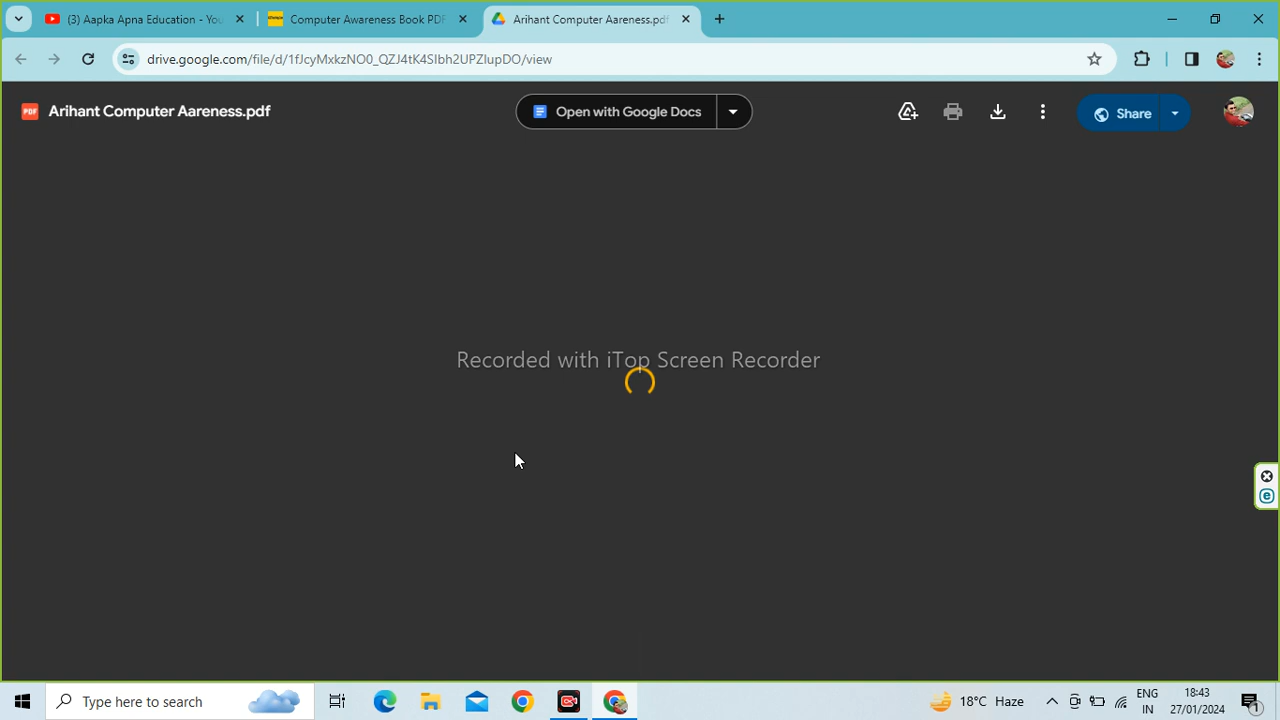 (3) Aapka Apna Education - You
Computer Awareness Book PDF
Arihant Computer Aareness.pdf
drive.google.com/file/d/1fJcyMxkzNO0_QZJ4tK4SIbh2UPZIupDO/view
PDF Arihant Computer Aareness.pdf
Open with Google Docs
Share
Recorded with iTop Screen Recorder
Type here to search
18°C Haze
ENG
IN
18:43
27/01/2024
1